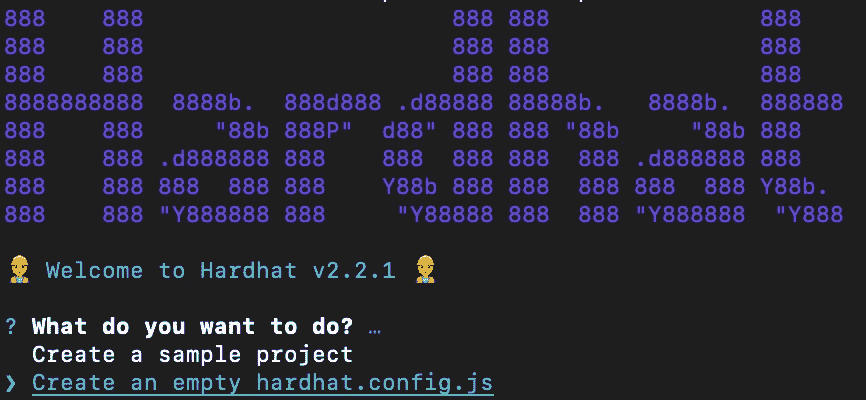 888    888                      888 888               888
888    888                      888 888               888
888    888                      888 888               888
8888888888  8888b.  888d888 .d88888 88888b.   8888b.  888888
888    888     "88b 888P"  d88" 888 888 "88b     "88b 888
888    888 .d888888 888    888  888 888  888 .d888888 888
888    888 888  888 888    Y88b 888 888  888 888  888 Y88b.
888    888 "Y888888 888     "Y88888 888  888 "Y888888  "Y888
👷 Welcome to Hardhat v2.2.1 👷
? What do you want to do? …
Create a sample project
❯ Create an empty hardhat.config.js